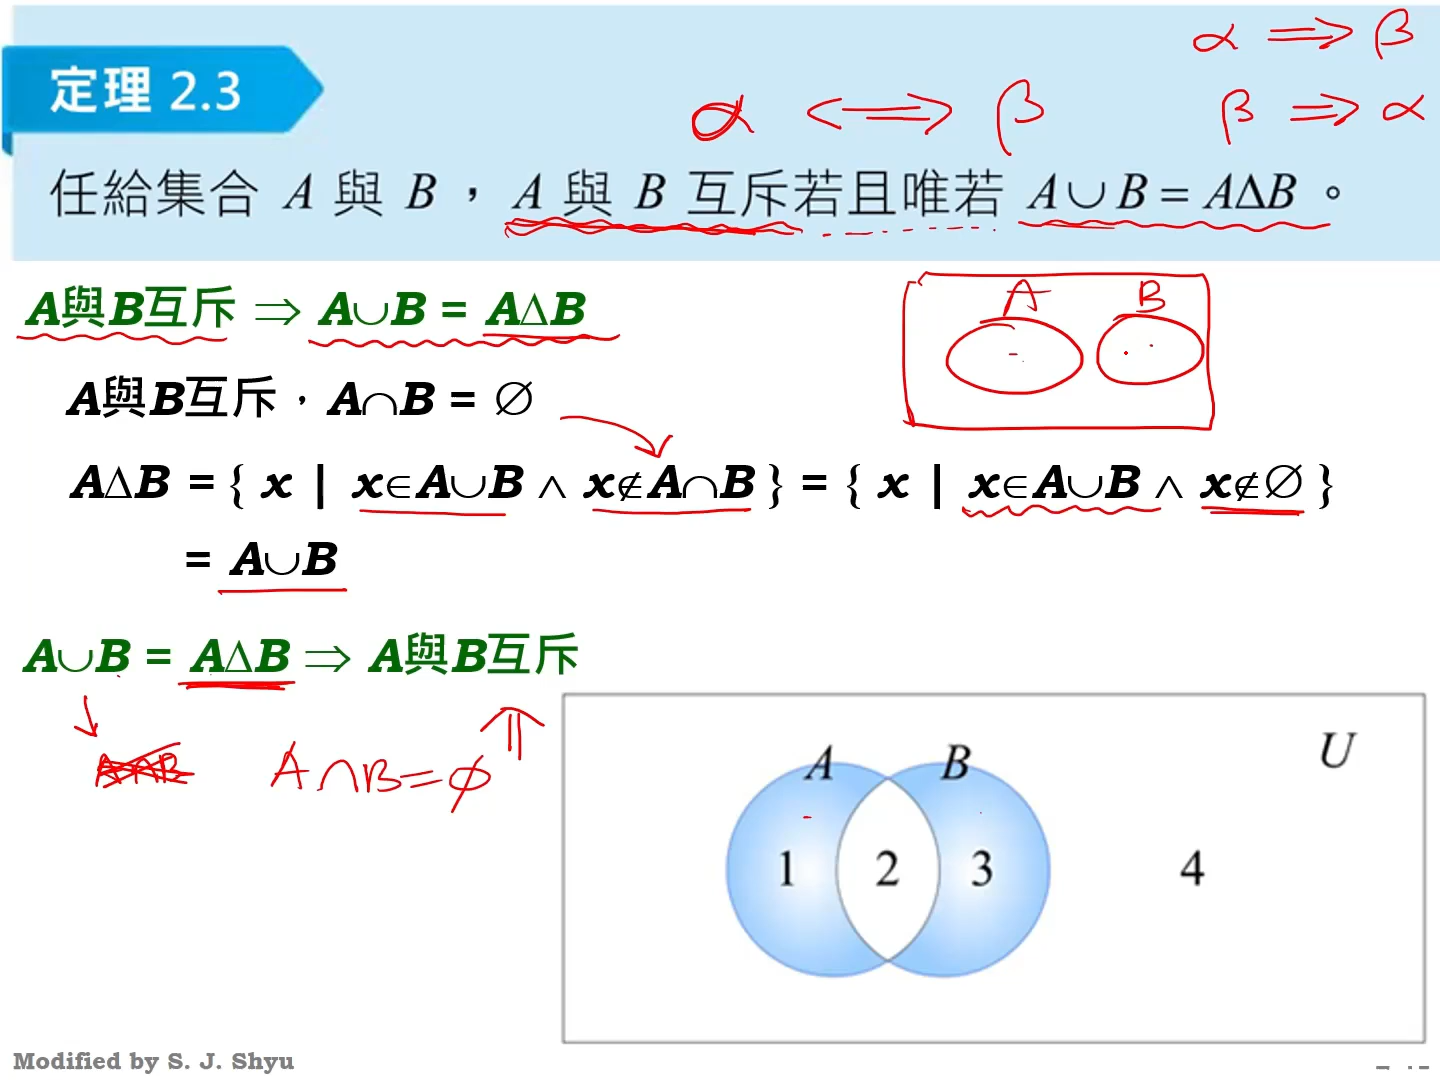 α ⟹ β
定理 2.3
α ⟺ β
β ⟹ α
任給集合 A 與 B，A 與 B 互斥若且唯若 A∪B = AΔB。
A與B互斥 ⇒ A∪B = AΔB
A B
A與B互斥，A∩B = ∅
AΔB = { x | x∈A∪B ∧ x∉A∩B } = { x | x∈A∪B ∧ x∉∅ }
= A∪B
A∪B = AΔB ⇒ A與B互斥
A∩B = ϕ
A B U
1 2 3 4
Modified by S. J. Shyu